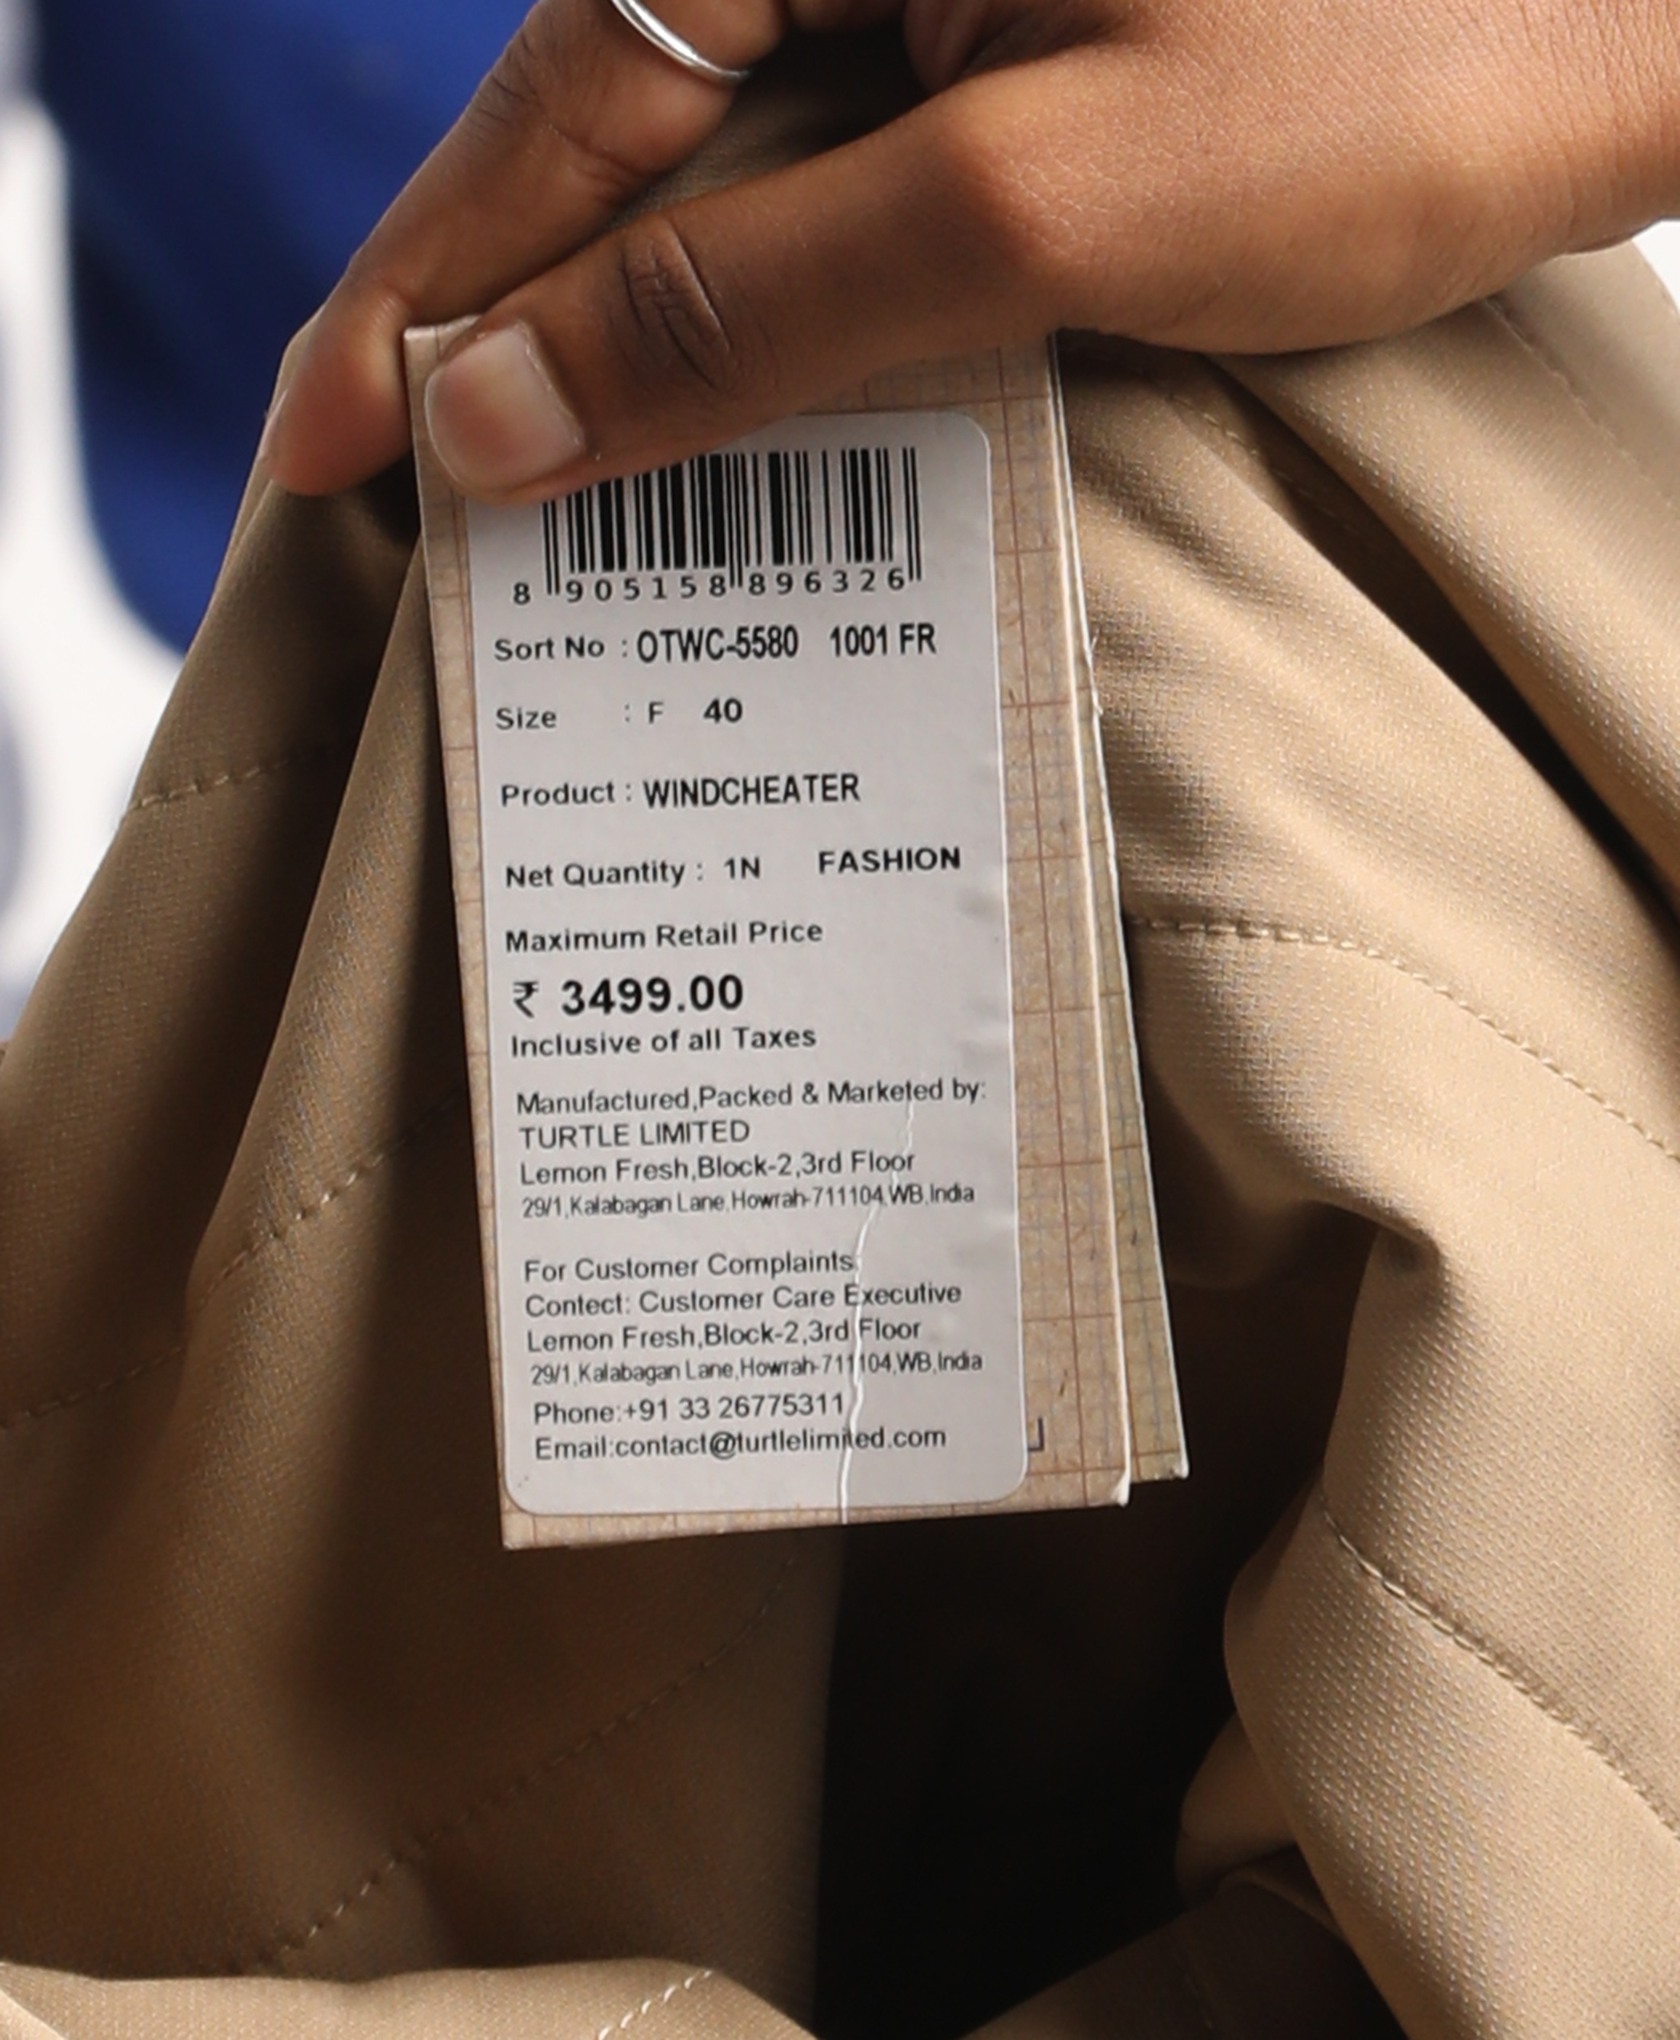 8 905158 896326
Sort No : OTWC-5580 1001 FR
Size : F 40
Product : WINDCHEATER
Net Quantity : 1N FASHION
Maximum Retail Price
₹ 3499.00
Inclusive of all Taxes
Manufactured,Packed & Marketed by:
TURTLE LIMITED
Lemon Fresh,Block-2,3rd Floor
29/1,Kalabagan Lane,Howrah-711104,WB,India
For Customer Complaints:
Contect: Customer Care Executive
Lemon Fresh,Block-2,3rd Floor
29/1,Kalabagan Lane,Howrah-711104,WB,India
Phone:+91 33 26775311
Email:contact@turtlelimited.com